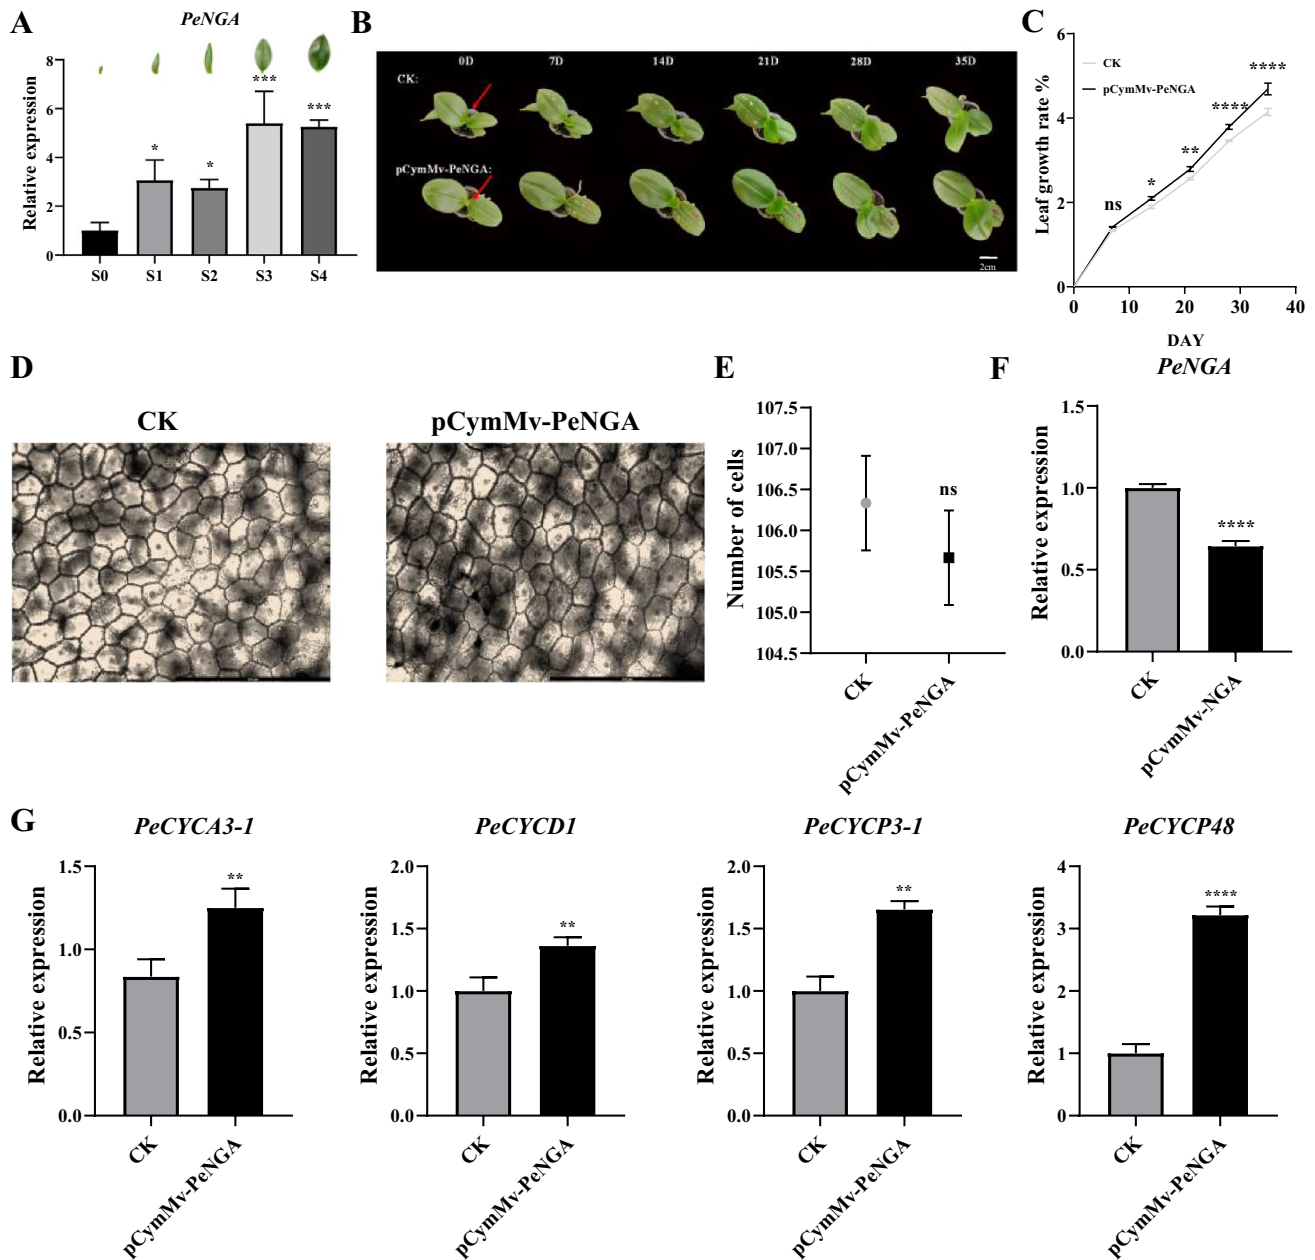 A
PeNGA
Relative expression
8
6
4
2
0
*
*
***
***
S0 S1 S2 S3 S4
B
0D 7D 14D 21D 28D 35D
CK:
pCymMv-PeNGA:
2cm
C
CK
pCymMv-PeNGA
Leaf growth rate %
6
4
2
0
ns
*
**
****
****
0 10 20 30 40
DAY
D
CK
pCymMv-PeNGA
E
Number of cells
107.5
107.0
106.5
106.0
105.5
105.0
104.5
ns
CK
pCymMv-PeNGA
F
PeNGA
Relative expression
1.5
1.0
0.5
0.0
****
CK
pCymMv-NGA
G
PeCYCA3-1
Relative expression
1.5
1.0
0.5
0.0
**
CK
pCymMv-PeNGA
PeCYCD1
Relative expression
2.0
1.5
1.0
0.5
0.0
**
CK
pCymMv-PeNGA
PeCYCP3-1
Relative expression
2.0
1.5
1.0
0.5
0.0
**
CK
pCymMv-PeNGA
PeCYCP48
Relative expression
4
3
2
1
0
****
CK
pCymMv-PeNGA